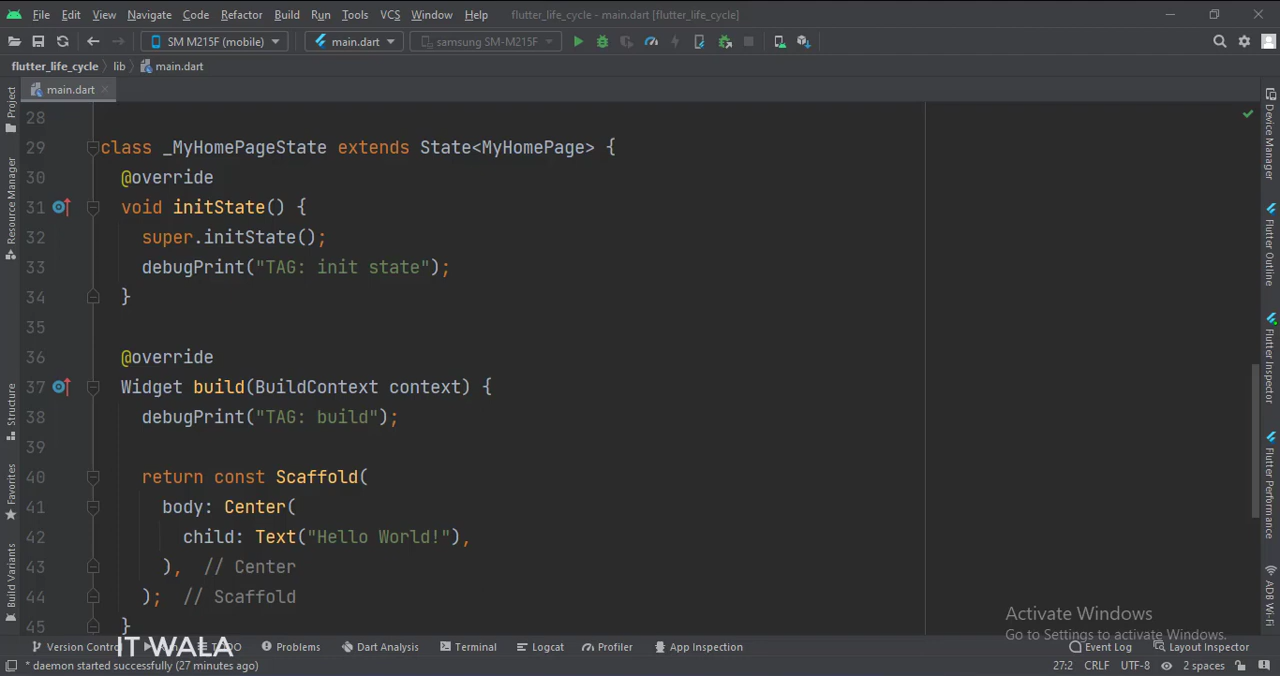 File Edit View Navigate Code Refactor Build Run Tools VCS Window Help flutter_life_cycle - main.dart [flutter_life_cycle]
SM M215F (mobile) main.dart samsung SM-M215F
flutter_life_cycle lib main.dart
main.dart
28
29 class _MyHomePageState extends State<MyHomePage> {
30 @override
31 void initState() {
32 super.initState();
33 debugPrint("TAG: init state");
34 }
35
36 @override
37 Widget build(BuildContext context) {
38 debugPrint("TAG: build");
39
40 return const Scaffold(
41 body: Center(
42 child: Text("Hello World!"),
43 ), // Center
44 ); // Scaffold
45 }
Project
Resource Manager
Structure
Favorites
Build Variants
Device Manager
Flutter Outline
Flutter Inspector
Flutter Performance
ADB Wi-Fi
Activate Windows
Go to Settings to activate Windows.
IT WALA
Version Control TODO Problems Dart Analysis Terminal Logcat Profiler App Inspection Event Log Layout Inspector
* daemon started successfully (27 minutes ago) 27:2 CRLF UTF-8 2 spaces